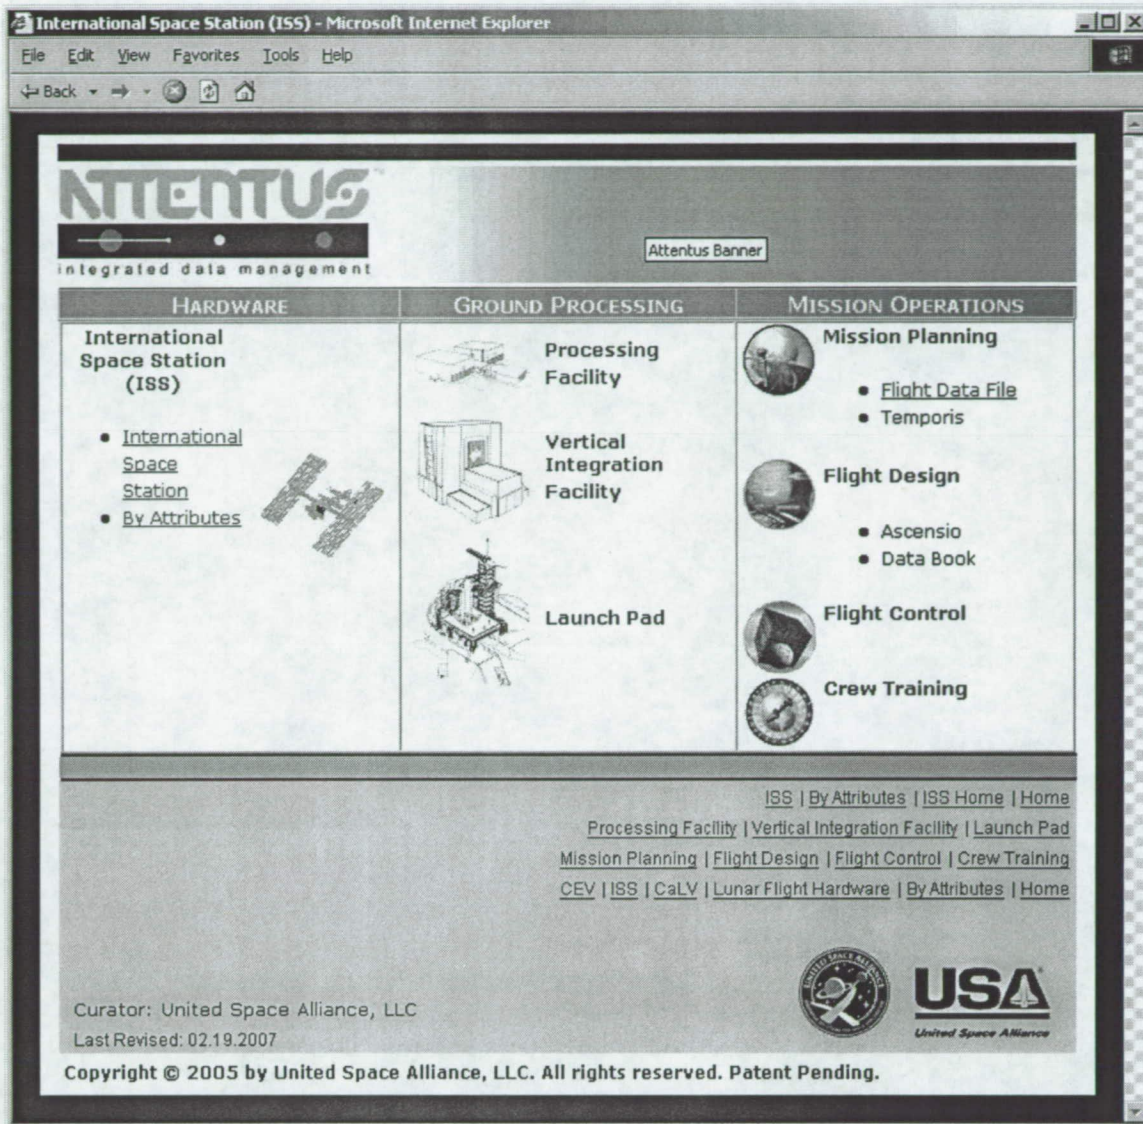 International Space Station (ISS) - Microsoft Internet Explorer
File Edit View Favorites Tools Help
Back
ATTENTUS™
integrated data management
Attentus Banner
HARDWARE
International
Space Station
(ISS)
• International
Space
Station
• By Attributes
GROUND PROCESSING
Processing
Facility
Vertical
Integration
Facility
Launch Pad
MISSION OPERATIONS
Mission Planning
• Flight Data File
• Temporis
Flight Design
• Ascensio
• Data Book
Flight Control
Crew Training
ISS | By Attributes | ISS Home | Home
Processing Facility | Vertical Integration Facility | Launch Pad
Mission Planning | Flight Design | Flight Control | Crew Training
CEV | ISS | CaLV | Lunar Flight Hardware | By Attributes | Home
UNITED SPACE ALLIANCE
USA
United Space Alliance
Curator: United Space Alliance, LLC
Last Revised: 02.19.2007
Copyright © 2005 by United Space Alliance, LLC. All rights reserved. Patent Pending.